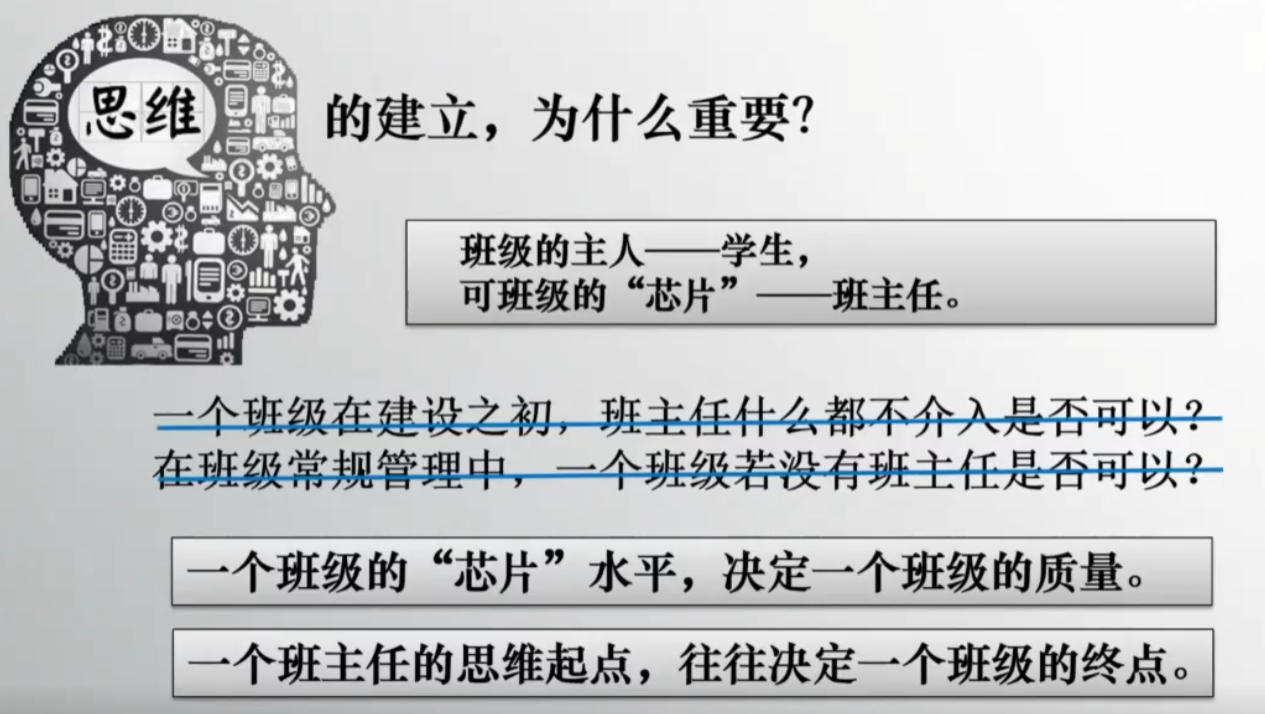 思维的建立，为什么重要？
班级的主人——学生，
可班级的“芯片”——班主任。
一个班级在建设之初，班主任什么都不介入是否可以？
在班级常规管理中，一个班级若没有班主任是否可以？
一个班级的“芯片”水平，决定一个班级的质量。
一个班主任的思维起点，往往决定一个班级的终点。